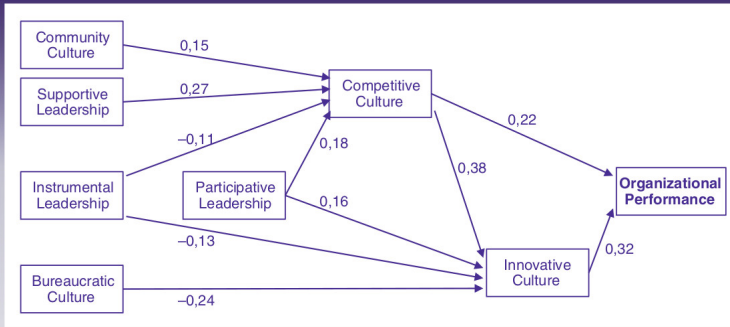 Community
Culture
0,15
Supportive
Leadership
0,27
Competitive
Culture
0,22
–0,11
0,18
0,38
Instrumental
Leadership
Participative
Leadership
0,16
Organizational
Performance
–0,13
0,32
Innovative
Culture
Bureaucratic
Culture
–0,24